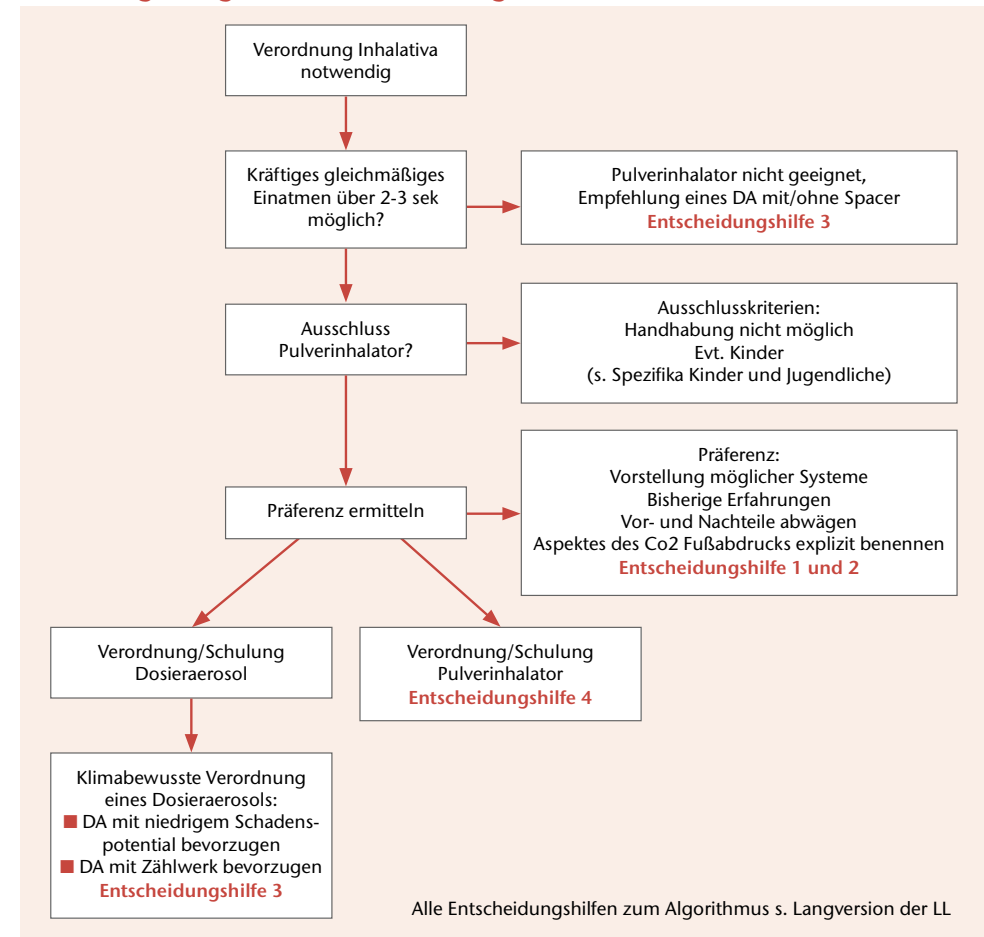 Verordnung Inhalativa
notwendig
Kräftiges gleichmäßiges
Einatmen über 2-3 sek
möglich?
Pulverinhalator nicht geeignet,
Empfehlung eines DA mit/ohne Spacer
Entscheidungshilfe 3
Ausschluss
Pulverinhalator?
Ausschlusskriterien:
Handhabung nicht möglich
Evt. Kinder
(s. Spezifika Kinder und Jugendliche)
Präferenz ermitteln
Präferenz:
Vorstellung möglicher Systeme
Bisherige Erfahrungen
Vor- und Nachteile abwägen
Aspektes des Co2 Fußabdrucks explizit benennen
Entscheidungshilfe 1 und 2
Verordnung/Schulung
Dosieraerosol
Verordnung/Schulung
Pulverinhalator
Entscheidungshilfe 4
Klimabewusste Verordnung
eines Dosieraerosols:
■ DA mit niedrigem Schadens-
potential bevorzugen
■ DA mit Zählwerk bevorzugen
Entscheidungshilfe 3
Alle Entscheidungshilfen zum Algorithmus s. Langversion der LL